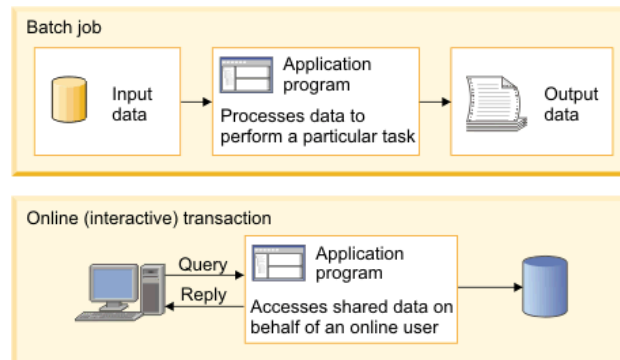 Batch job
Input
data
Application
program
Processes data to
perform a particular task
Output
data
Online (interactive) transaction
Query
Reply
Application
program
Accesses shared data on
behalf of an online user